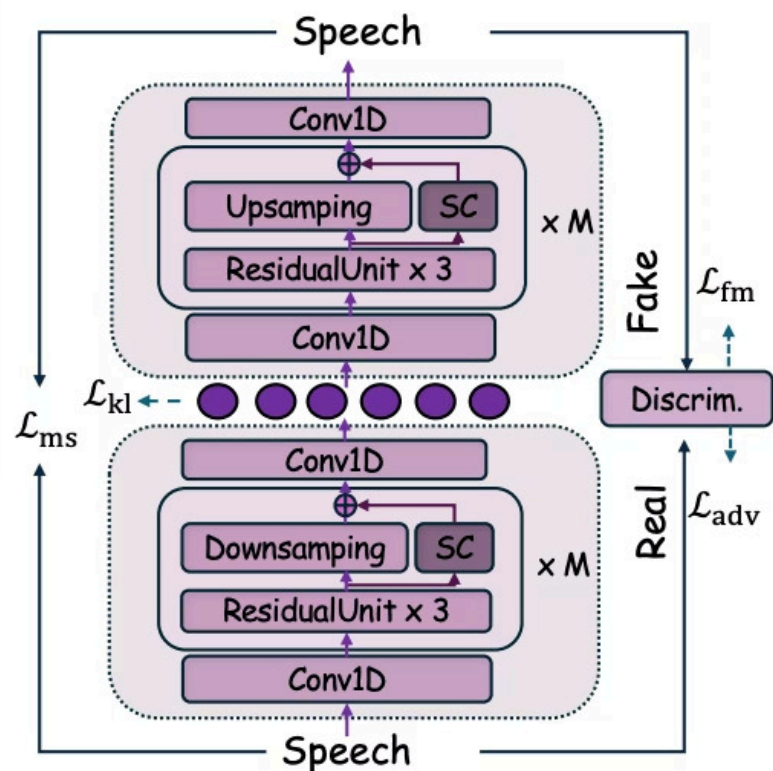 Speech
Conv1D
Upsamping
SC
x M
ResidualUnit x 3
Conv1D
Fake
ℒfm
ℒkl
Discrim.
ℒms
Conv1D
Real
ℒadv
Downsamping
SC
x M
ResidualUnit x 3
Conv1D
Speech